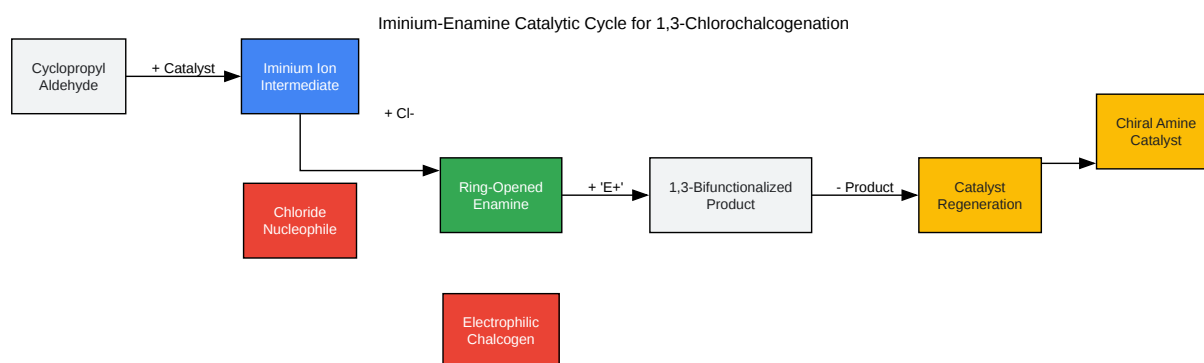 Iminium-Enamine Catalytic Cycle for 1,3-Chlorochalcogenation
Cyclopropyl
Aldehyde
+ Catalyst
Iminium Ion
Intermediate
+ Cl-
Chloride
Nucleophile
Ring-Opened
Enamine
+ 'E+'
Electrophilic
Chalcogen
1,3-Bifunctionalized
Product
- Product
Catalyst
Regeneration
Chiral Amine
Catalyst